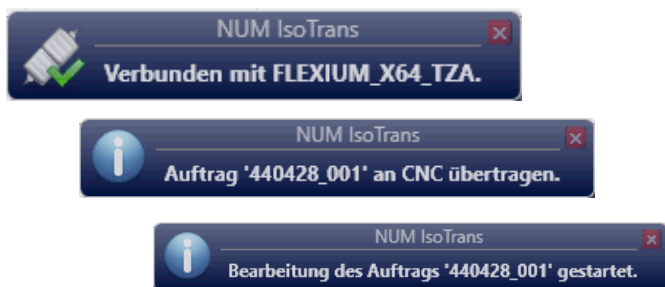 NUM IsoTrans
Verbunden mit FLEXIUM_X64_TZA.
NUM IsoTrans
Auftrag '440428_001' an CNC übertragen.
NUM IsoTrans
Bearbeitung des Auftrags '440428_001' gestartet.